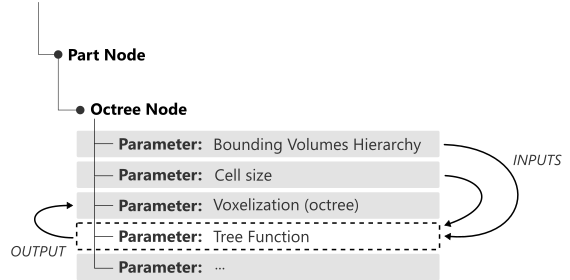 Part Node
Octree Node
Parameter: Bounding Volumes Hierarchy
INPUTS
Parameter: Cell size
Parameter: Voxelization (octree)
Parameter: Tree Function
OUTPUT
Parameter: ...